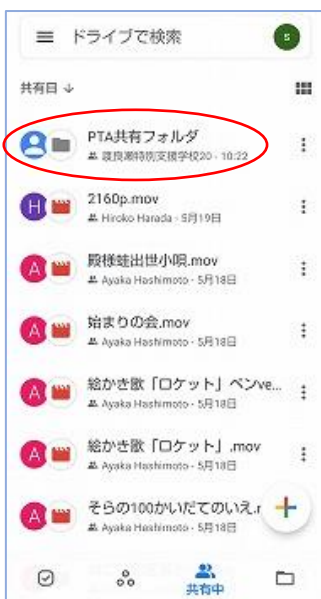 ドライブで検索
s
共有日 ↓
PTA共有フォルダ
渡良瀬特別支援学校20・10:22
H
2160p.mov
Hiroko Harada・5月19日
A
殿様蛙出世小唄.mov
Ayaka Hashimoto・5月18日
A
始まりの会.mov
Ayaka Hashimoto・5月18日
A
絵かき歌「ロケット」ペンve...
Ayaka Hashimoto・5月18日
A
絵かき歌「ロケット」.mov
Ayaka Hashimoto・5月18日
A
そらの100かいだてのいえ.r
Ayaka Hashimoto・5月18日
共有中